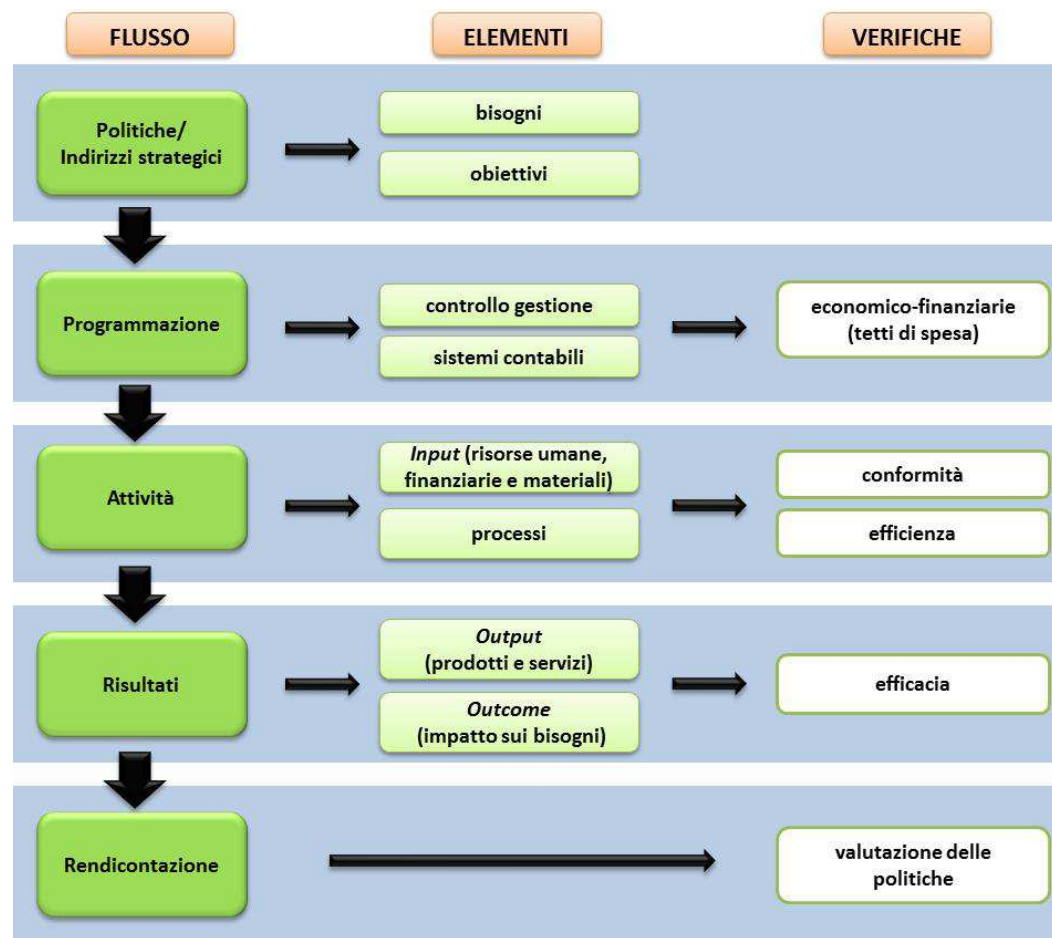 FLUSSO
ELEMENTI
VERIFICHE
Politiche/
Indirizzi strategici
bisogni
obiettivi
Programmazione
controllo gestione
sistemi contabili
economico-finanziarie
(tetti di spesa)
Attività
Input (risorse umane,
finanziarie e materiali)
processi
conformità
efficienza
Risultati
Output
(prodotti e servizi)
Outcome
(impatto sui bisogni)
efficacia
Rendicontazione
valutazione delle
politiche